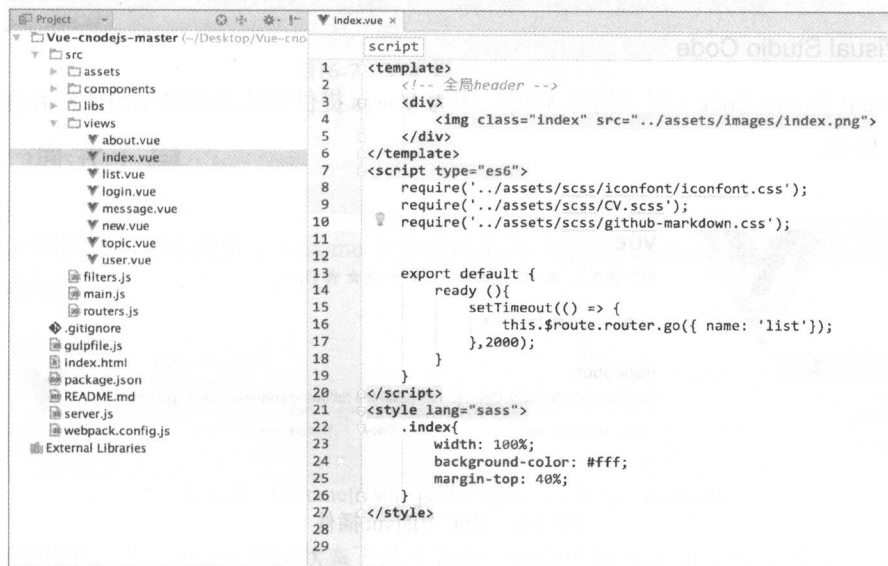 Project
index.vue ×
Vue-cnodejs-master (~/Desktop/Vue-cno
src
assets
components
libs
views
about.vue
index.vue
list.vue
login.vue
message.vue
new.vue
topic.vue
user.vue
filters.js
main.js
routers.js
.gitignore
gulpfile.js
index.html
package.json
README.md
server.js
webpack.config.js
External Libraries
script
1 <template>
2 <!-- 全局header -->
3 <div>
4 <img class="index" src="../assets/images/index.png">
5 </div>
6 </template>
7 <script type="es6">
8 require('../assets/scss/iconfont/iconfont.css');
9 require('../assets/scss/CV.scss');
10 require('../assets/scss/github-markdown.css');
11
12
13 export default {
14 ready (){
15 setTimeout(() => {
16 this.$route.router.go({ name: 'list'});
17 },2000);
18 }
19 }
20 </script>
21 <style lang="sass">
22 .index{
23 width: 100%;
24 background-color: #fff;
25 margin-top: 40%;
26 }
27 </style>
28
29